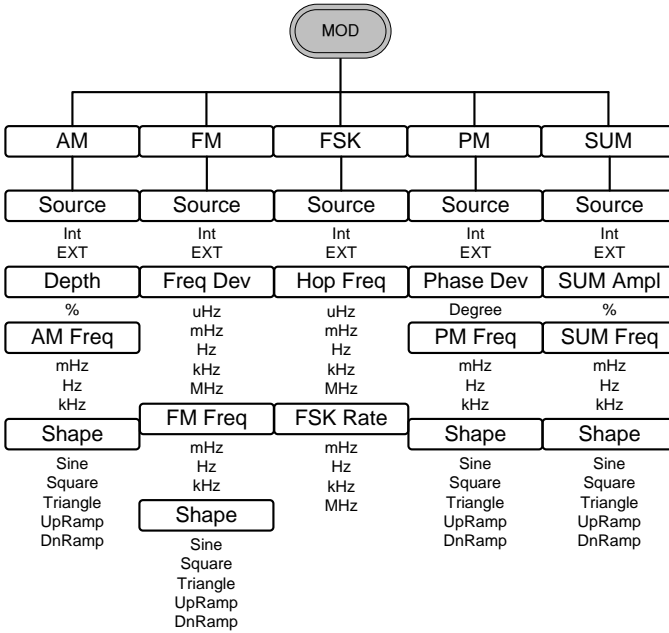 MOD
AM
FM
FSK
PM
SUM
Source
Int
EXT
Depth
%
AM Freq
mHz
Hz
kHz
Shape
Sine
Square
Triangle
UpRamp
DnRamp
Source
Int
EXT
Freq Dev
uHz
mHz
Hz
kHz
MHz
FM Freq
mHz
Hz
kHz
Shape
Sine
Square
Triangle
UpRamp
DnRamp
Source
Int
EXT
Hop Freq
uHz
mHz
Hz
kHz
MHz
FSK Rate
mHz
Hz
kHz
MHz
Source
Int
EXT
Phase Dev
Degree
PM Freq
mHz
Hz
kHz
Shape
Sine
Square
Triangle
UpRamp
DnRamp
Source
Int
EXT
SUM Ampl
%
SUM Freq
mHz
Hz
kHz
Shape
Sine
Square
Triangle
UpRamp
DnRamp